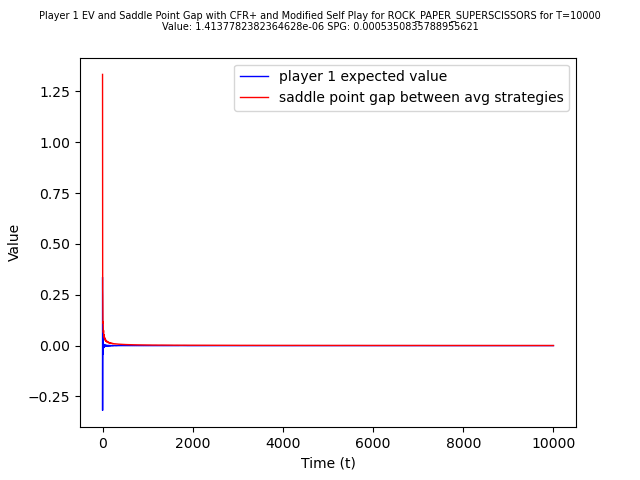 Player 1 EV and Saddle Point Gap with CFR+ and Modified Self Play for ROCK_PAPER_SUPERSCISSORS for T=10000
Value: 1.4137782382364628e-06 SPG: 0.0005350835788955621
player 1 expected value
saddle point gap between avg strategies
1.25
1.00
0.75
0.50
0.25
0.00
−0.25
Value
0
2000
4000
6000
8000
10000
Time (t)